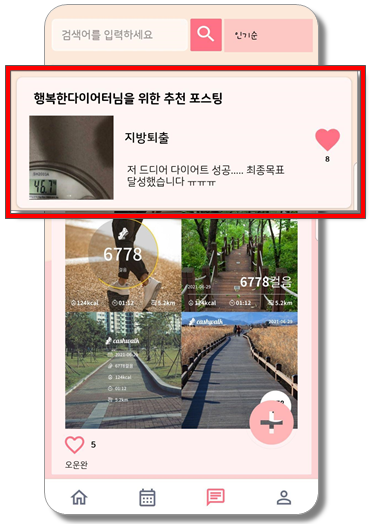 검색어를 입력하세요
인기순
행복한다이어터님을 위한 추천 포스팅
지방퇴출
46.7
저 드디어 다이어트 성공..... 최종목표
달성했습니다 ㅠㅠㅠ
8
6778
걸음
124kcal 01:12 5.2km
2021-06-28
6778걸음
124kcal 01:12 5.2km
cashwalk
6778걸음
124kcal
01:12
5.2km
cashwalk 2021-06-28
5
오운완